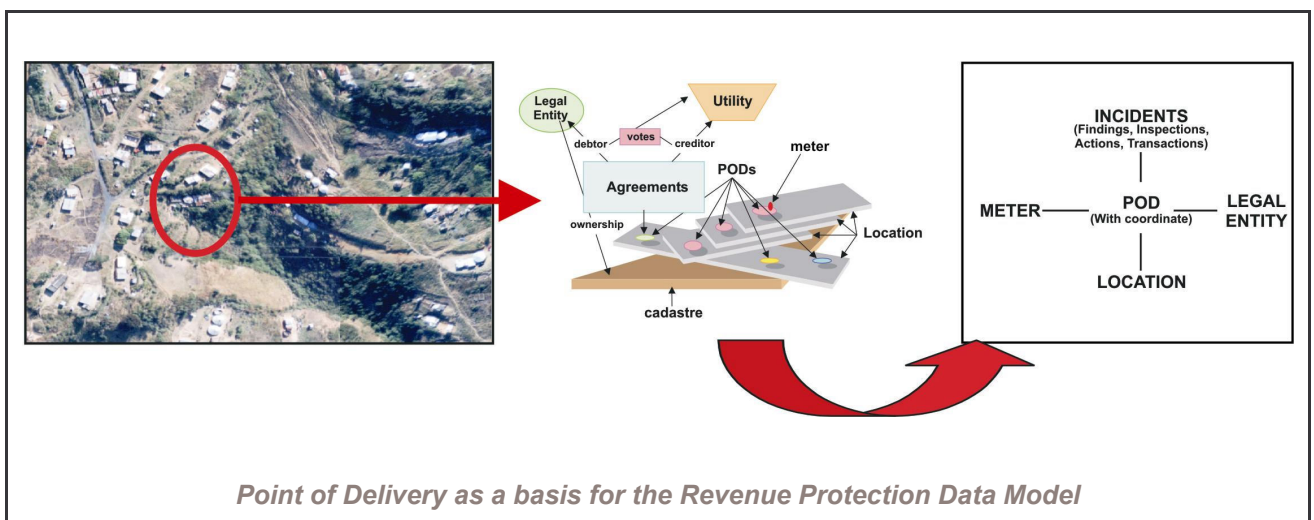 Legal
Entity
Utility
votes
debtor
creditor
meter
Agreements
PODs
ownership
Location
cadastre
INCIDENTS
(Findings, Inspections,
Actions, Transactions)
METER
POD
(With coordinate)
LEGAL
ENTITY
LOCATION
Point of Delivery as a basis for the Revenue Protection Data Model